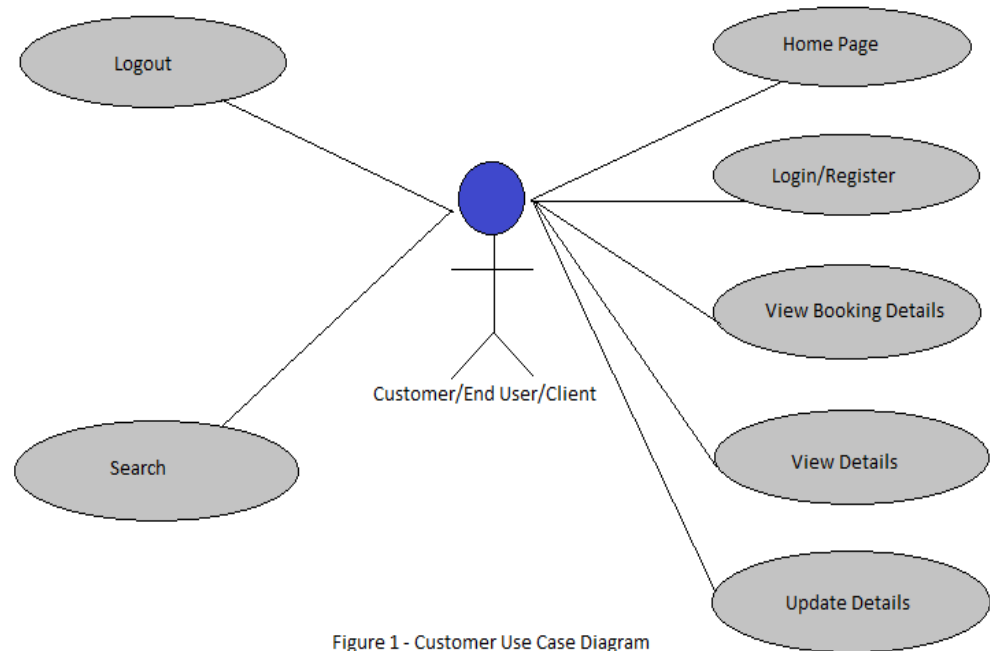 Home Page
Logout
Login/Register
View Booking Details
Customer/End User/Client
View Details
Search
Update Details
Figure 1 - Customer Use Case Diagram